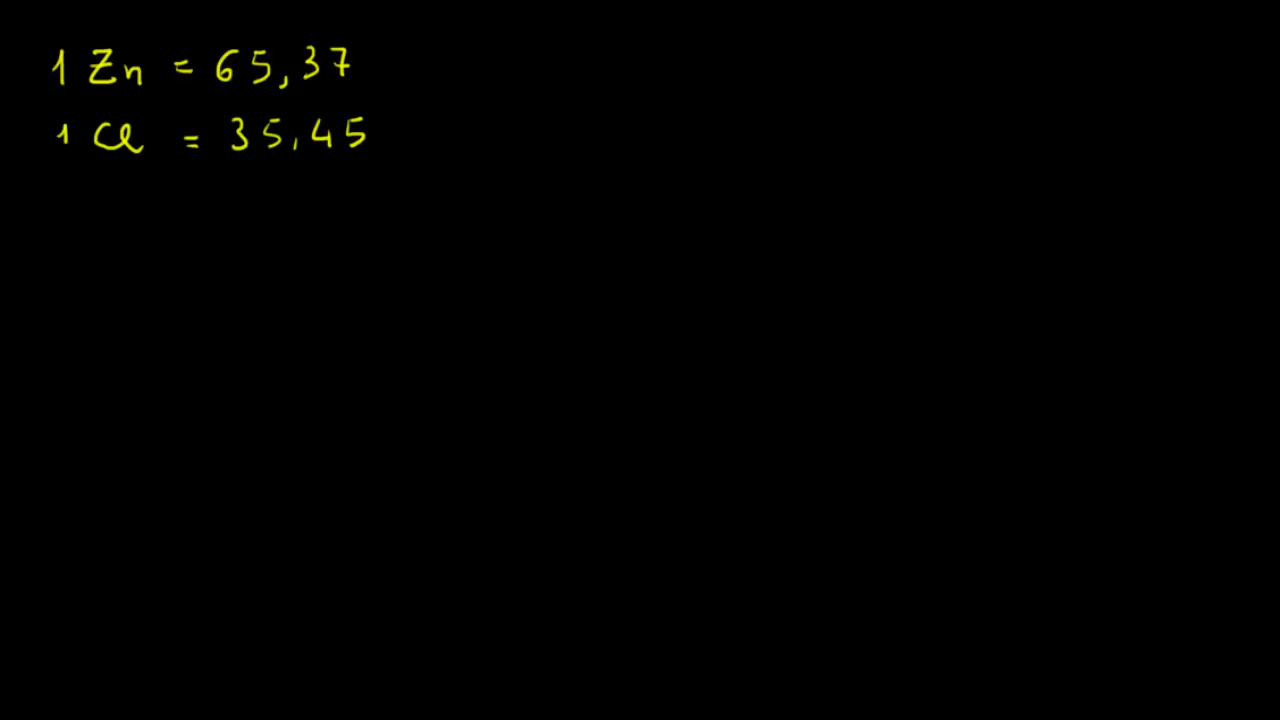 1 Zn = 65,37
1 Cl = 35,45